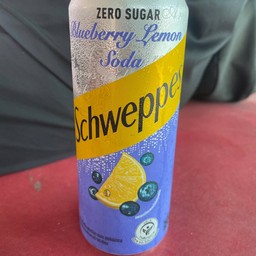 ZERO SUGAR
Blueberry Lemon
Soda
Schweppes